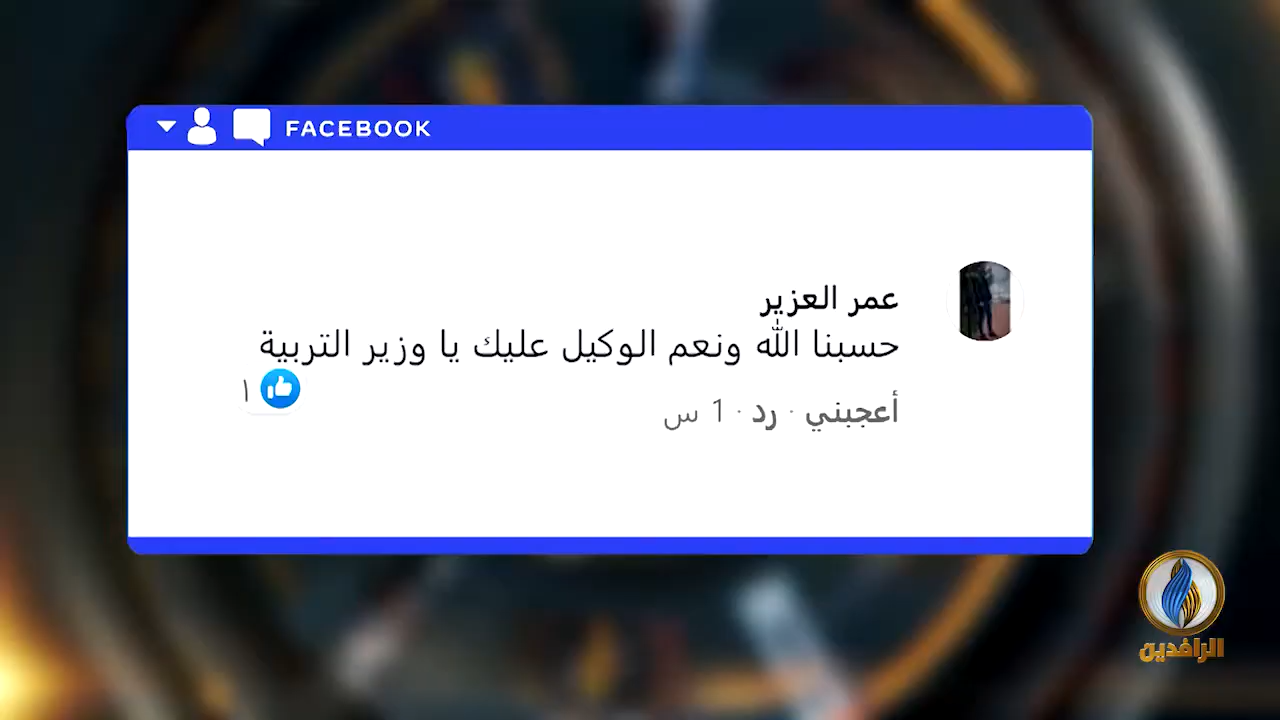 FACEBOOK
عمر العزير
حسبنا الله ونعم الوكيل عليك يا وزير التربية
١
أعجبني · رد · 1 س
الرافدين